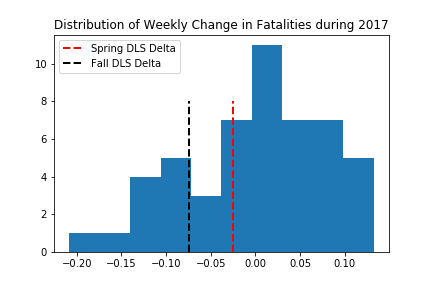 Distribution of Weekly Change in Fatalities during 2017
Spring DLS Delta
Fall DLS Delta
10
8
6
4
2
0
−0.20 −0.15 −0.10 −0.05 0.00 0.05 0.10